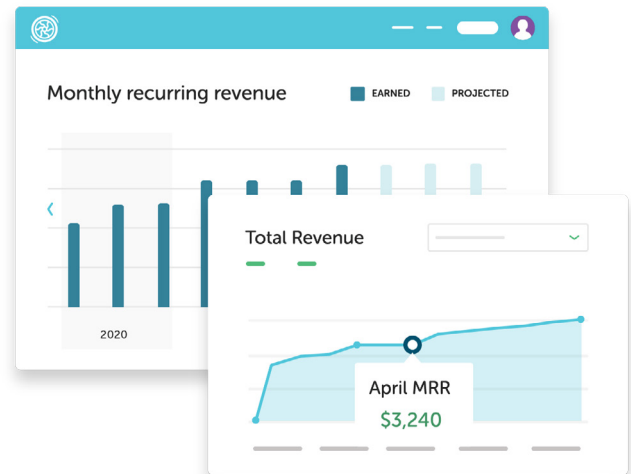 Monthly recurring revenue
EARNED
PROJECTED
2020
Total Revenue
April MRR
$3,240